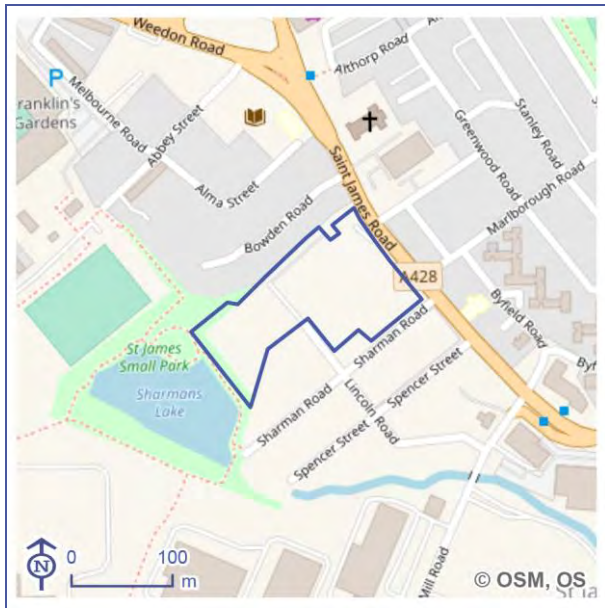 Weedon Road
Althorp Road
P
Franklin's
Gardens
Melbourne Road
Abbey Street
Alma Street
Stanley Road
Greenwood Road
Saint James Road
Marlborough Road
Bowden Road
A428
Byfield Road
St James
Small Park
Sharmans
Lake
Sharman Road
Spencer Street
Lincoln Road
Sharman Road
Spencer Street
Mill Road
N
0 100
m
© OSM, OS